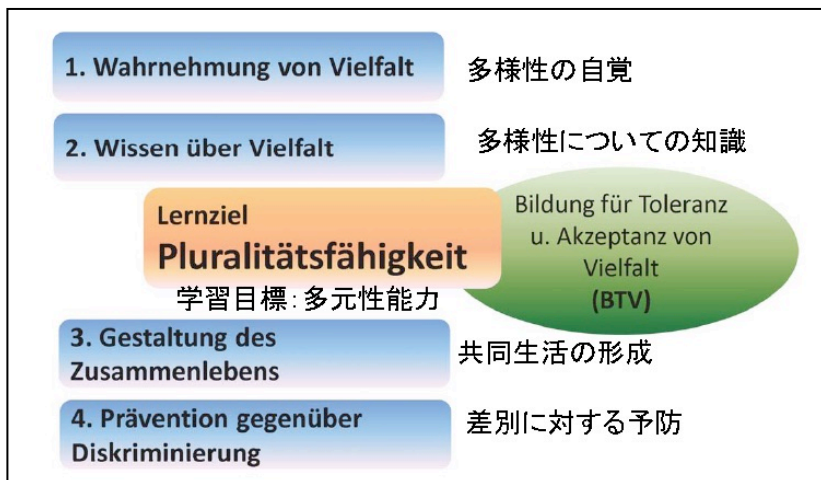 1. Wahrnehmung von Vielfalt
多様性の自覚
2. Wissen über Vielfalt
多様性についての知識
Lernziel
Pluralitätsfähigkeit
学習目標：多元性能力
Bildung für Toleranz
u. Akzeptanz von
Vielfalt
(BTV)
3. Gestaltung des
Zusammenlebens
共同生活の形成
4. Prävention gegenüber
Diskriminierung
差別に対する予防